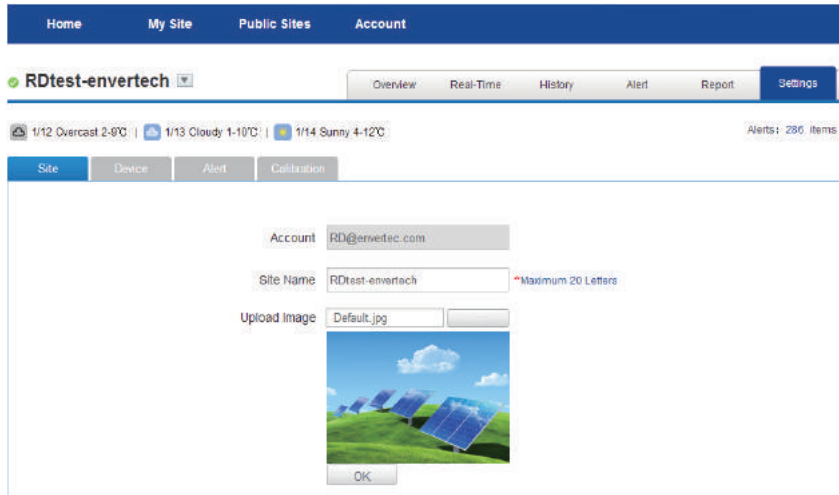 Home My Site Public Sites Account
RDtest-envertech
Overview Real-Time History Alert Report Settings
1/12 Overcast 2-9℃ | 1/13 Cloudy 1-10℃ | 1/14 Sunny 4-12℃
Alerts: 286 items
Site Device Alert Calibration
Account RD@envertec.com
Site Name RDtest-envertech *Maximum 20 Letters
Upload Image Default.jpg
OK